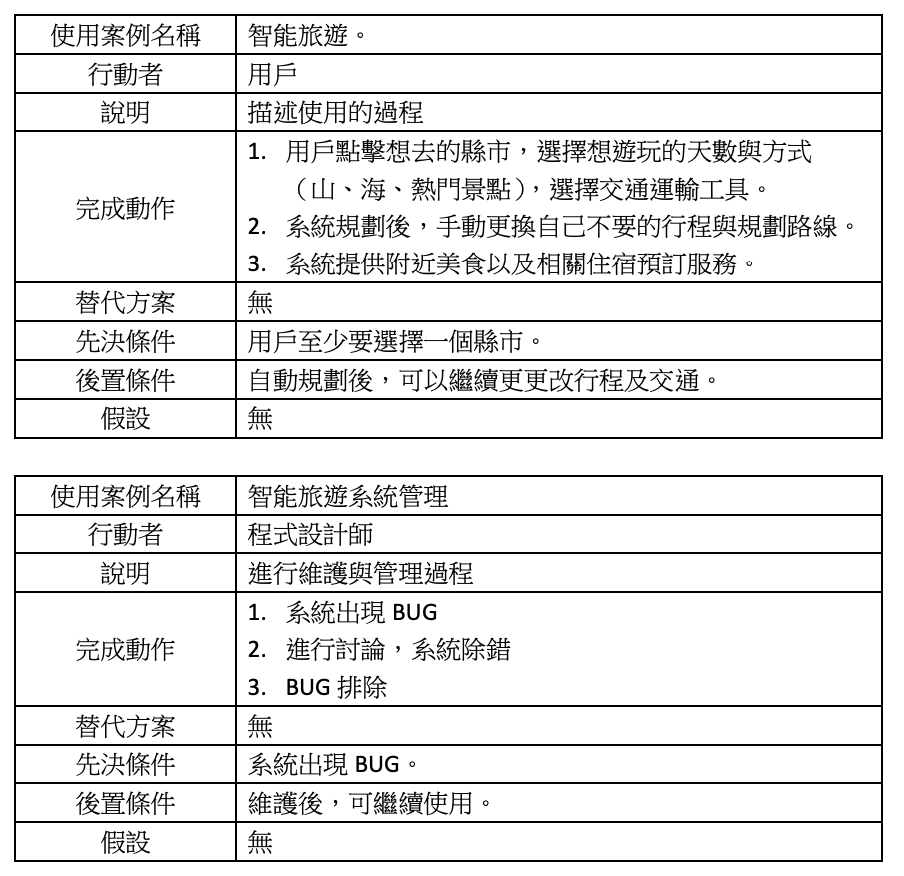 使用案例名稱 智能旅遊。
行動者 用戶
說明 描述使用的過程
完成動作
1. 用戶點擊想去的縣市，選擇想遊玩的天數與方式
（山、海、熱門景點），選擇交通運輸工具。
2. 系統規劃後，手動更換自己不要的行程與規劃路線。
3. 系統提供附近美食以及相關住宿預訂服務。
替代方案 無
先決條件 用戶至少要選擇一個縣市。
後置條件 自動規劃後，可以繼續更更改行程及交通。
假設 無
使用案例名稱 智能旅遊系統管理
行動者 程式設計師
說明 進行維護與管理過程
完成動作
1. 系統出現 BUG
2. 進行討論，系統除錯
3. BUG 排除
替代方案 無
先決條件 系統出現 BUG。
後置條件 維護後，可繼續使用。
假設 無